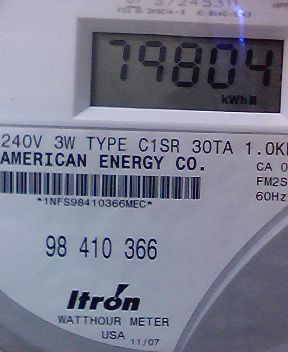 79804
kWh
240V 3W TYPE C1SR 30TA 1.0K
AMERICAN ENERGY CO.
CA 0
FM2S
60Hz
*1NFS98410366MEC*
98 410 366
Itrón
WATTHOUR METER
USA 11/07